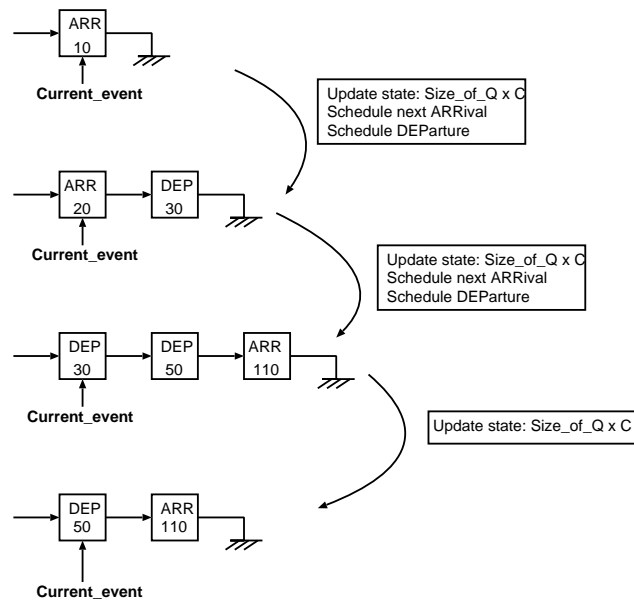 ARR
10
Current_event
Update state: Size_of_Q x C
Schedule next ARRival
Schedule DEParture
ARR
20
DEP
30
Current_event
Update state: Size_of_Q x C
Schedule next ARRival
Schedule DEParture
DEP
30
DEP
50
ARR
110
Current_event
Update state: Size_of_Q x C
DEP
50
ARR
110
Current_event